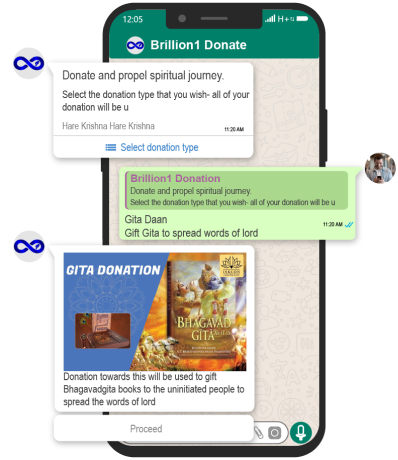 12:05
H+
Brillion1 Donate
Donate and propel spiritual journey.
Select the donation type that you wish- all of your
donation will be u
Hare Krishna Hare Krishna
11:20 AM
Select donation type
Brillion1 Donation
Donate and propel spiritual journey.
Select the donation type that you wish- all of your donation will be u
Gita Daan
11:20 AM
Gift Gita to spread words of lord
GITA DONATION
BHAGAVAD
GITA AS IT IS
Donation towards this will be used to gift
Bhagavadgita books to the uninitiated people to
spread the words of lord
Proceed